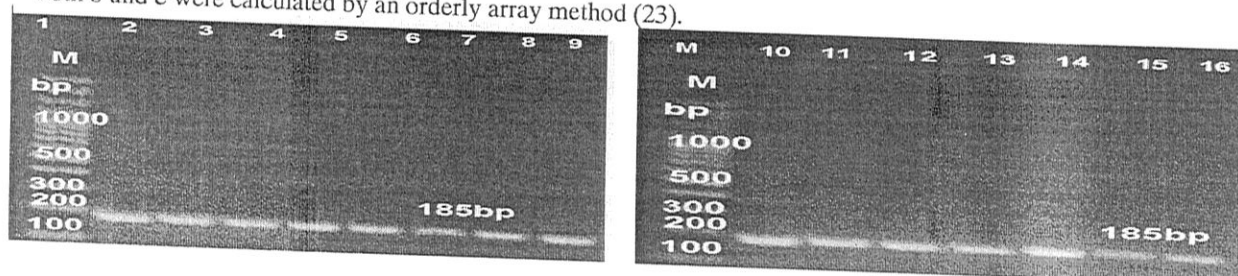 and c were calculated by an orderly array method (23).
1 2 3 4 5 6 7 8 9
M
bp
1000
500
300
200
185bp
100
M 10 11 12 13 14 15 16
M
bp
1000
500
300
200
185bp
100